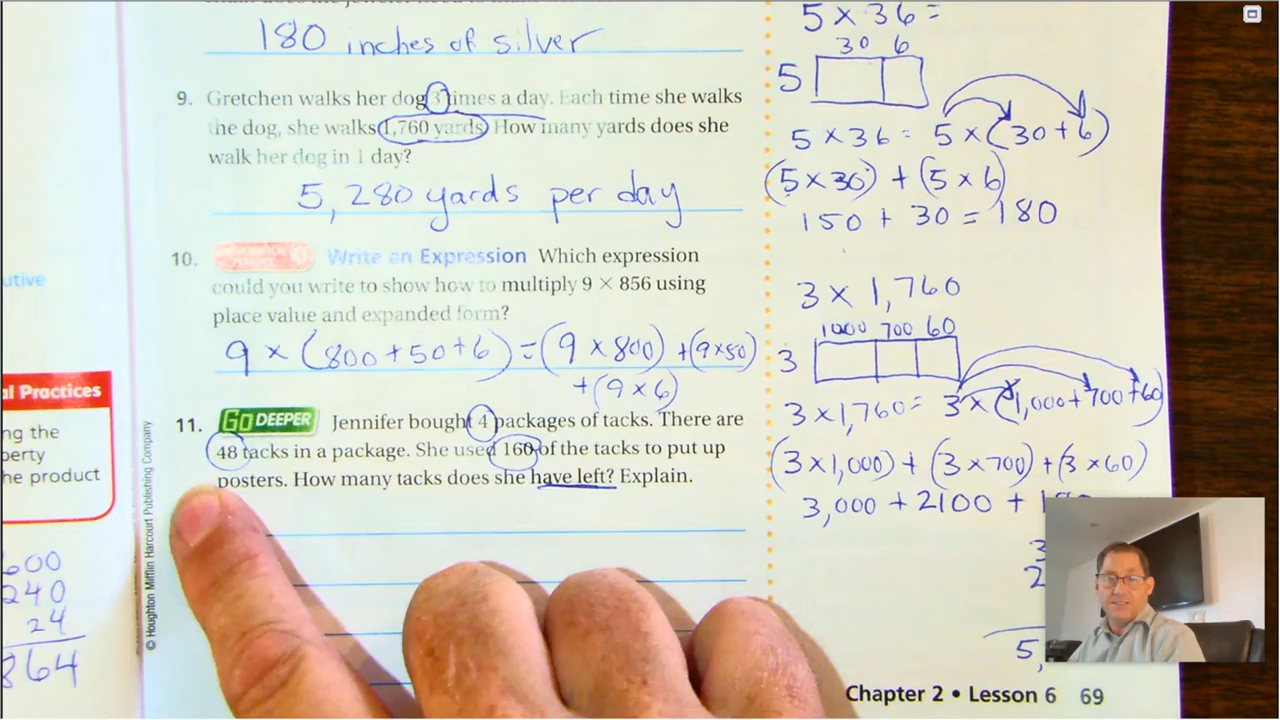 180 inches of silver
9. Gretchen walks her dog 3 times a day. Each time she walks
the dog, she walks 1,760 yards. How many yards does she
walk her dog in 1 day?
5,280 yards per day
10. Write an Expression Which expression
could you write to show how to multiply 9 × 856 using
place value and expanded form?
9 × (800+50+6) = (9 × 800) + (9×50)
+ (9 × 6)
11. Go DEEPER Jennifer bought 4 packages of tacks. There are
48 tacks in a package. She used 160 of the tacks to put up
posters. How many tacks does she have left? Explain.
5 × 36 =
30 6
5
5 × 36 = 5 × (30 + 6)
(5 × 30) + (5 × 6)
150 + 30 = 180
3 × 1,760
1000 700 60
3
3 × 1,760 = 3 × (1,000 + 700 + 60)
(3 × 1,000) + (3 × 700) + (3 × 60)
3,000 + 2100 +
5,
Chapter 2 • Lesson 6 69
utive
al Practices
ng the
perty
he product
600
240
24
864
© Houghton Mifflin Harcourt Publishing Company